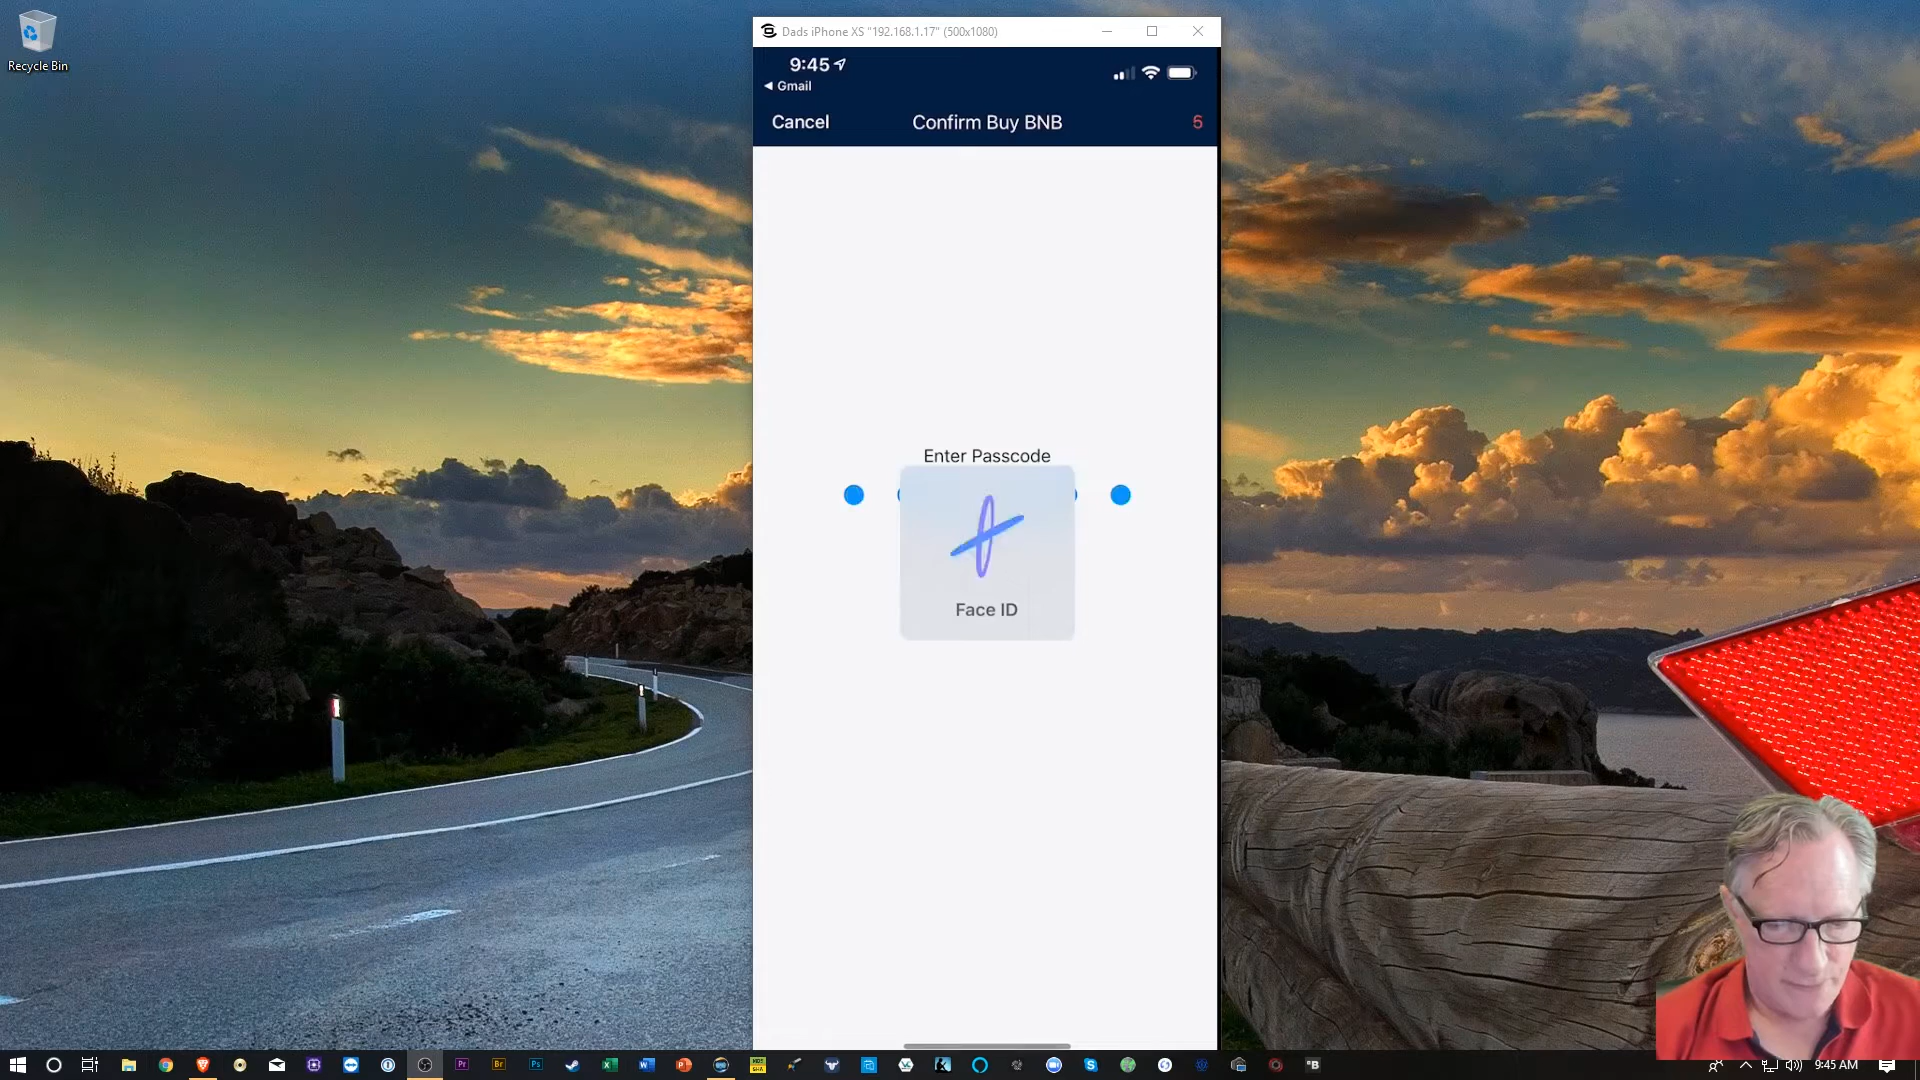 Recycle Bin
Dads iPhone XS "192.168.1.17" (500x1080)
9:45
◀ Gmail
Cancel
Confirm Buy BNB
5
Enter Passcode
Face ID
9:45 AM